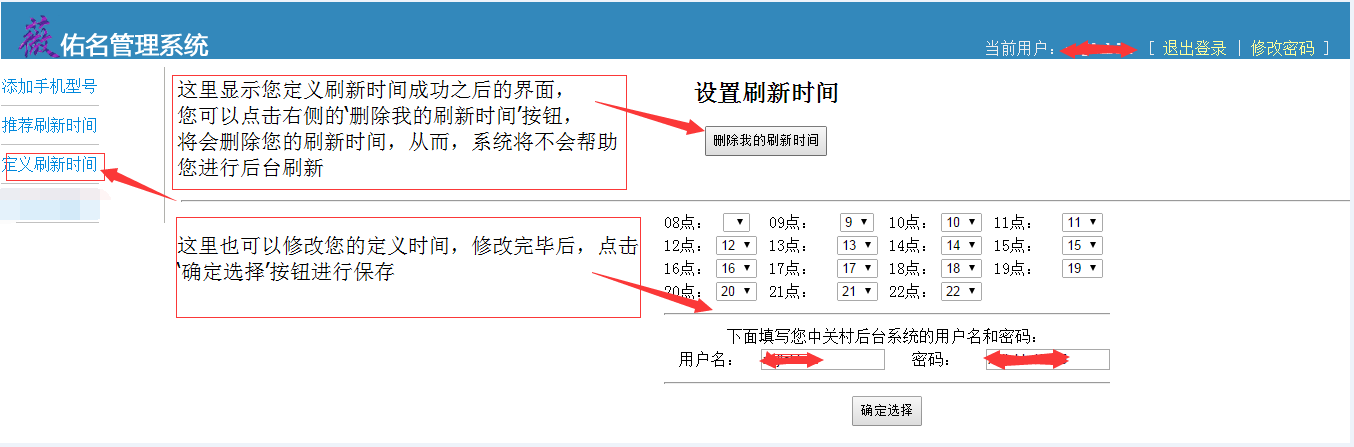 薇佑名管理系统
当前用户： [ 退出登录 | 修改密码 ]
添加手机型号
推荐刷新时间
定义刷新时间
这里显示您定义刷新时间成功之后的界面，
您可以点击右侧的‘删除我的刷新时间’按钮，
将会删除您的刷新时间，从而，系统将不会帮助
您进行后台刷新
设置刷新时间
删除我的刷新时间
这里也可以修改您的定义时间，修改完毕后，点击
‘确定选择’按钮进行保存
08点： 09点： 9 10点： 10 11点： 11
12点： 12 13点： 13 14点： 14 15点： 15
16点： 16 17点： 17 18点： 18 19点： 19
20点： 20 21点： 21 22点： 22
下面填写您中关村后台系统的用户名和密码：
用户名： 密码：
确定选择